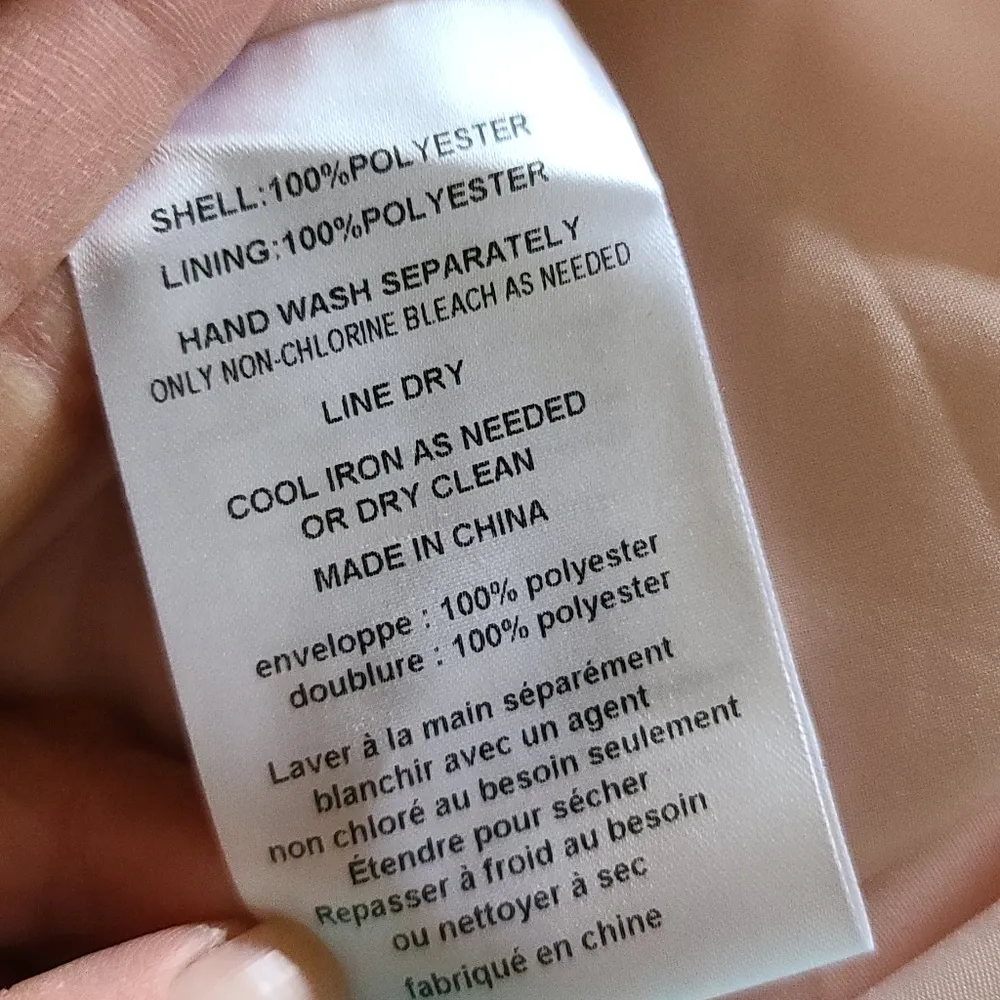 SHELL:100%POLYESTER
LINING:100%POLYESTER
HAND WASH SEPARATELY
ONLY NON-CHLORINE BLEACH AS NEEDED
LINE DRY
COOL IRON AS NEEDED
OR DRY CLEAN
MADE IN CHINA
enveloppe : 100% polyester
doublure : 100% polyester
Laver à la main séparément
blanchir avec un agent
non chloré au besoin seulement
Étendre pour sécher
Repasser à froid au besoin
ou nettoyer à sec
fabriqué en chine